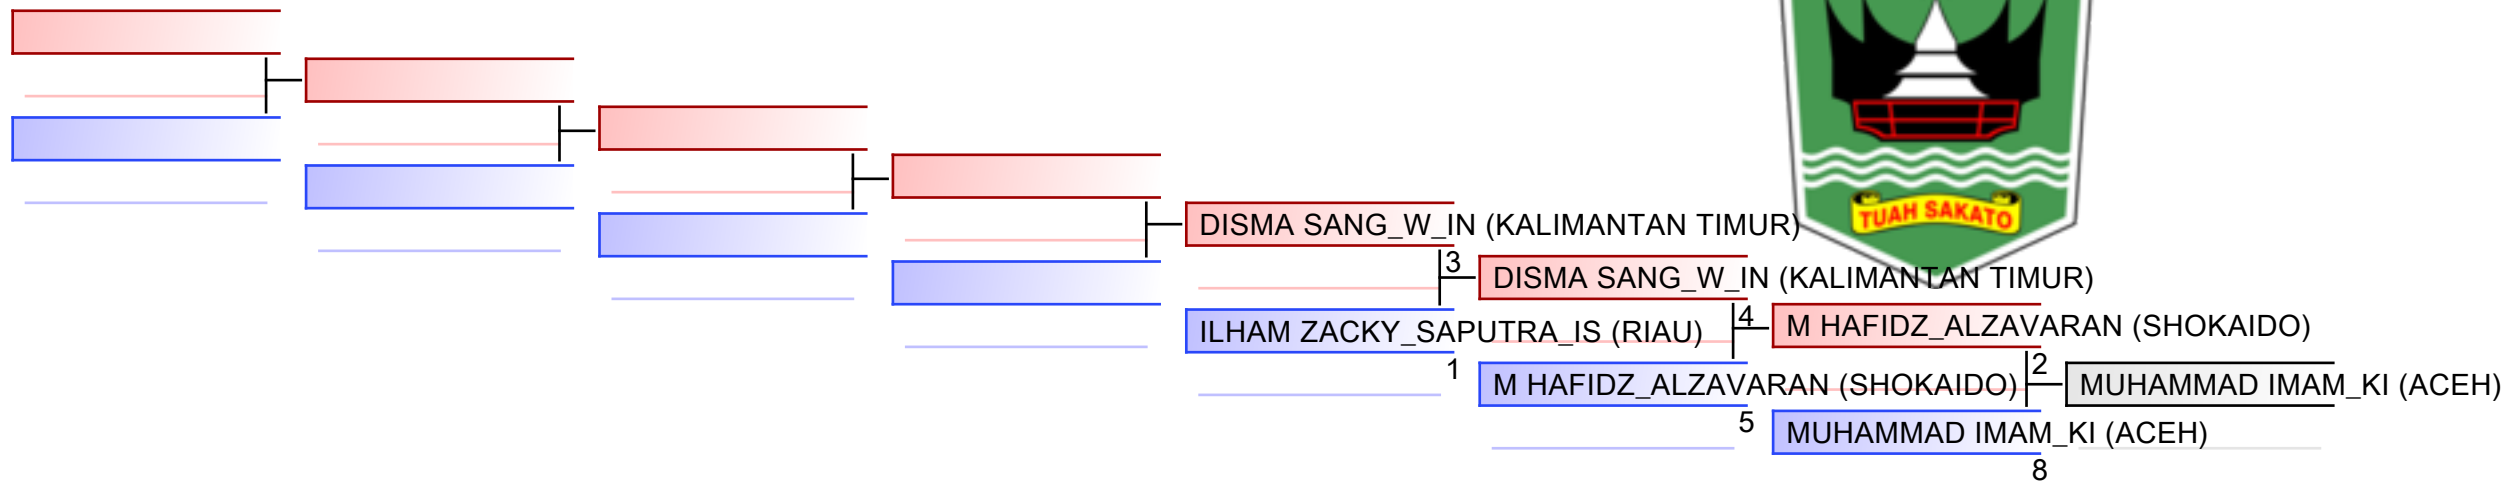 TUAH SAKATO
DISMA SANG_W_IN (KALIMANTAN TIMUR)
3
DISMA SANG_W_IN (KALIMANTAN TIMUR)
ILHAM ZACKY_SAPUTRA_IS (RIAU)
1
4
M HAFIDZ_ALZAVARAN (SHOKAIDO)
M HAFIDZ_ALZAVARAN (SHOKAIDO)
5
2
MUHAMMAD IMAM_KI (ACEH)
MUHAMMAD IMAM_KI (ACEH)
8